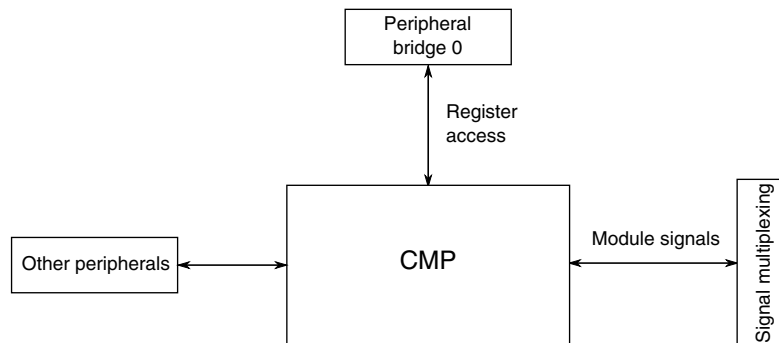 Peripheral
bridge 0
Register
access
Other peripherals
CMP
Module signals
Signal multiplexing